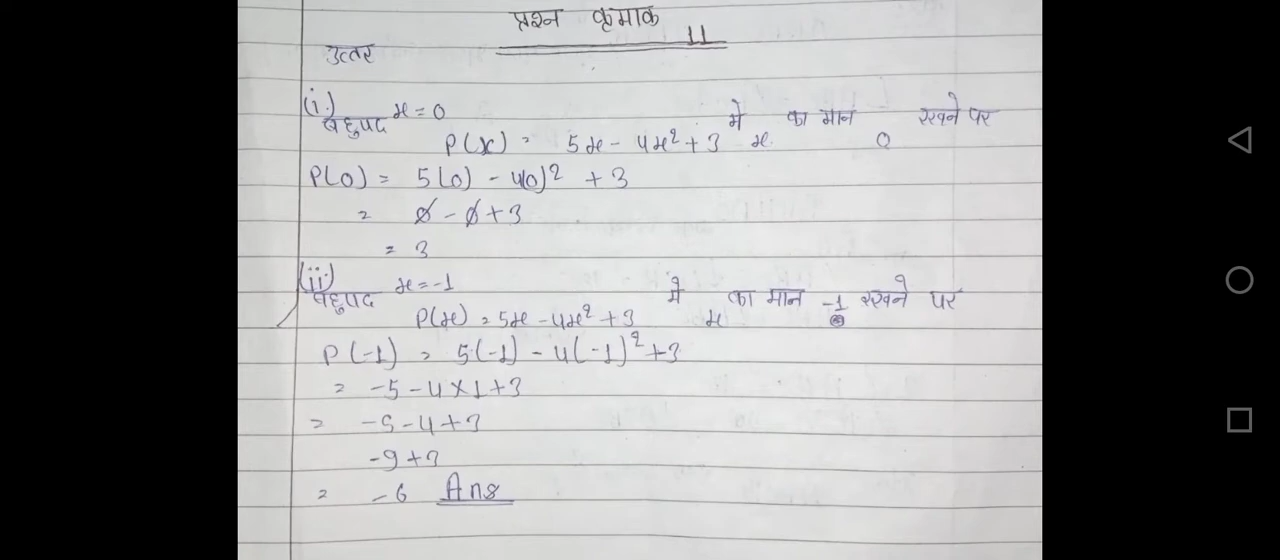 प्रश्न क्रमाक 11
उत्तर
(i) x = 0
बहुपद P(x) = 5x - 4x² + 3 में x का मान 0 रखने पर
P(0) = 5(0) - 4(0)² + 3
= 0 - 0 + 3
= 3
(ii) x = -1
बहुपद P(x) = 5x - 4x² + 3 में x का मान -1 रखने पर
P(-1) = 5(-1) - 4(-1)² + 3
= -5 - 4 × 1 + 3
= -5 - 4 + 3
-9 + 3
= -6 Ans